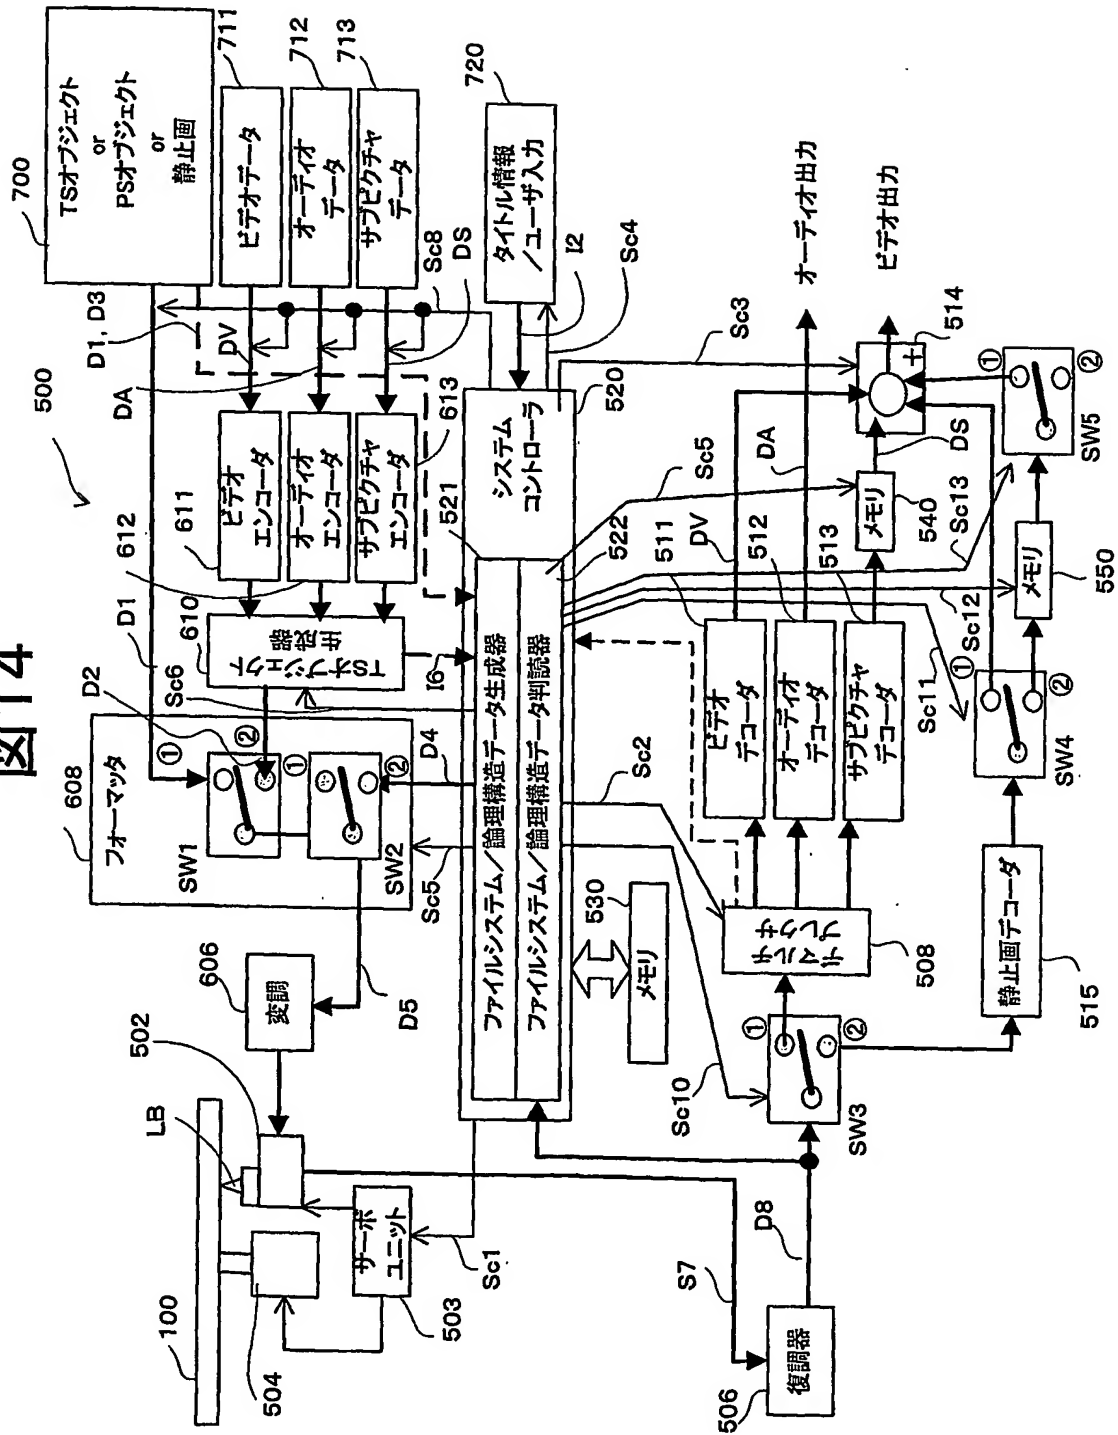 図14
500
700
TSオブジェクト
or
PSオブジェクト
or
静止画
711
ビデオデータ
712
オーディオ
データ
713
サブピクチャ
データ
720
タイトル情報
/ユーザ入力
I2
Sc4
Sc8
DS
D1, D3
DV
DA
611
ビデオ
エンコーダ
612
オーディオ
エンコーダ
613
サブピクチャ
エンコーダ
D1
610
TSオブジェクト
生成器
I6
Sc6
D2
608
フォーマッタ
①
②
SW1
①
②
SW2
D4
Sc5
D5
606
変調
502
LB
100
504
サーボ
ユニット
503
Sc1
システム
コントローラ
520
521
ファイルシステム/論理構造データ生成器
ファイルシステム/論理構造データ判読器
522
530
メモリ
S7
復調器
506
D8
Sc10
SW3
①
②
Sc2
デマルチ
プレクサ
508
511
ビデオ
デコーダ
DV
512
オーディオ
デコーダ
DA
513
サブピクチャ
デコーダ
メモリ
540
DS
Sc5
Sc3
514
+
オーディオ出力
ビデオ出力
静止画デコーダ
515
Sc11
Sc12
Sc13
SW4
①
②
メモリ
550
SW5
①
②